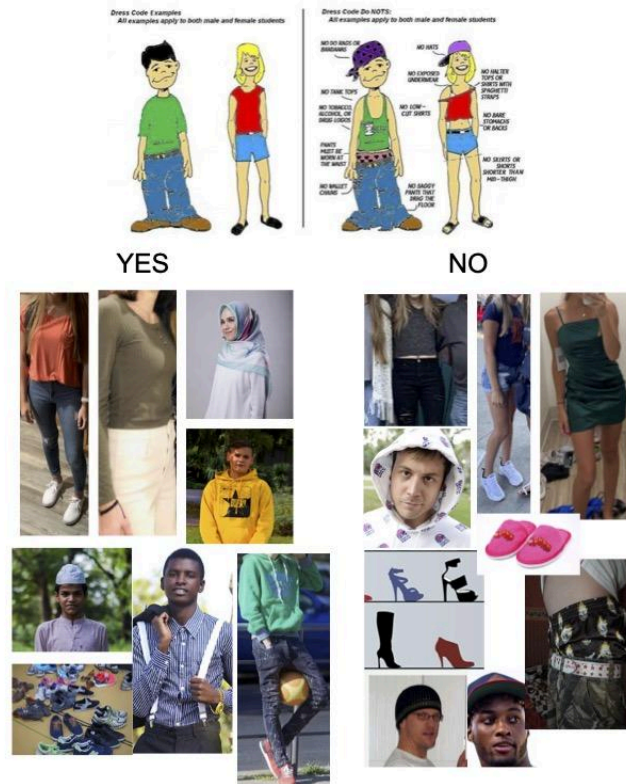 Dress Code Examples
All examples apply to both male and female students
Dress Code Do NOTS:
All examples apply to both male and female students
NO DO RAGS OR
BANDANAS
NO TANK TOPS
NO TOBACCO,
ALCOHOL, OR
DRUG LOGOS
PANTS
MUST BE
WORN AT
THE WAIST
NO WALLET
CHAINS
NO LOW-
CUT SHIRTS
NO BAGGY
PANTS THAT
DRAG THE
FLOOR
NO HATS
NO EXPOSED
UNDERWEAR
NO HALTER
TOPS OR
SHIRTS WITH
SPAGHETTI
STRAPS
NO BARE
STOMACHS
OR BACKS
NO SKIRTS OR
SHORTS
SHORTER THAN
MID-THIGH
YES
NO